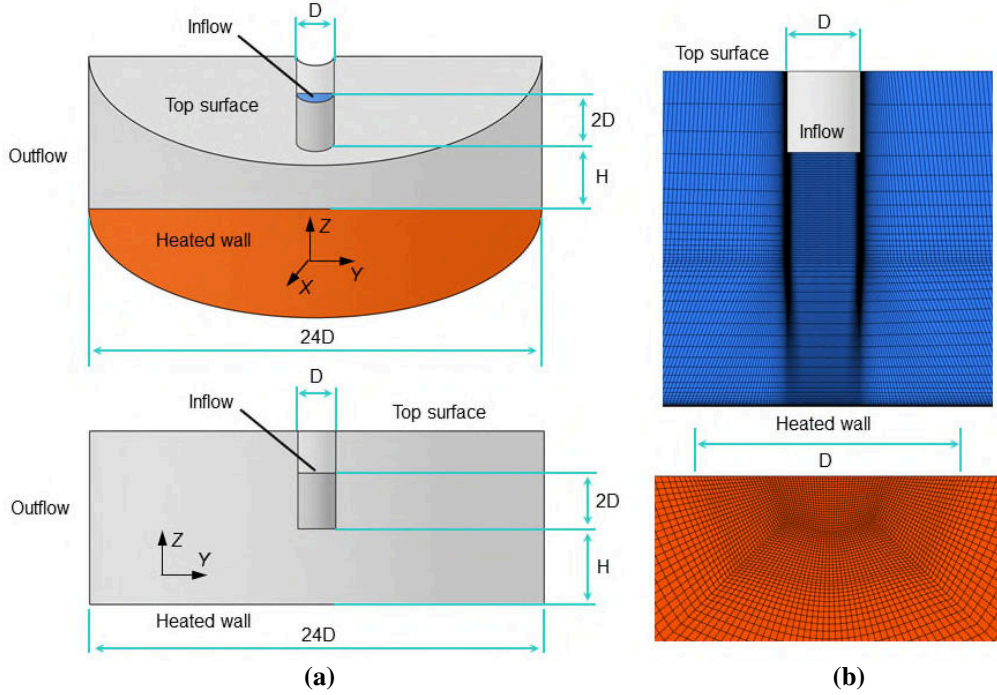 D
Inflow
Top surface
2D
Outflow
H
Heated wall
Z
X
Y
24D
D
Inflow
Top surface
Outflow
2D
Z
Y
H
Heated wall
24D
(a)
D
Top surface
Inflow
Heated wall
D
(b)